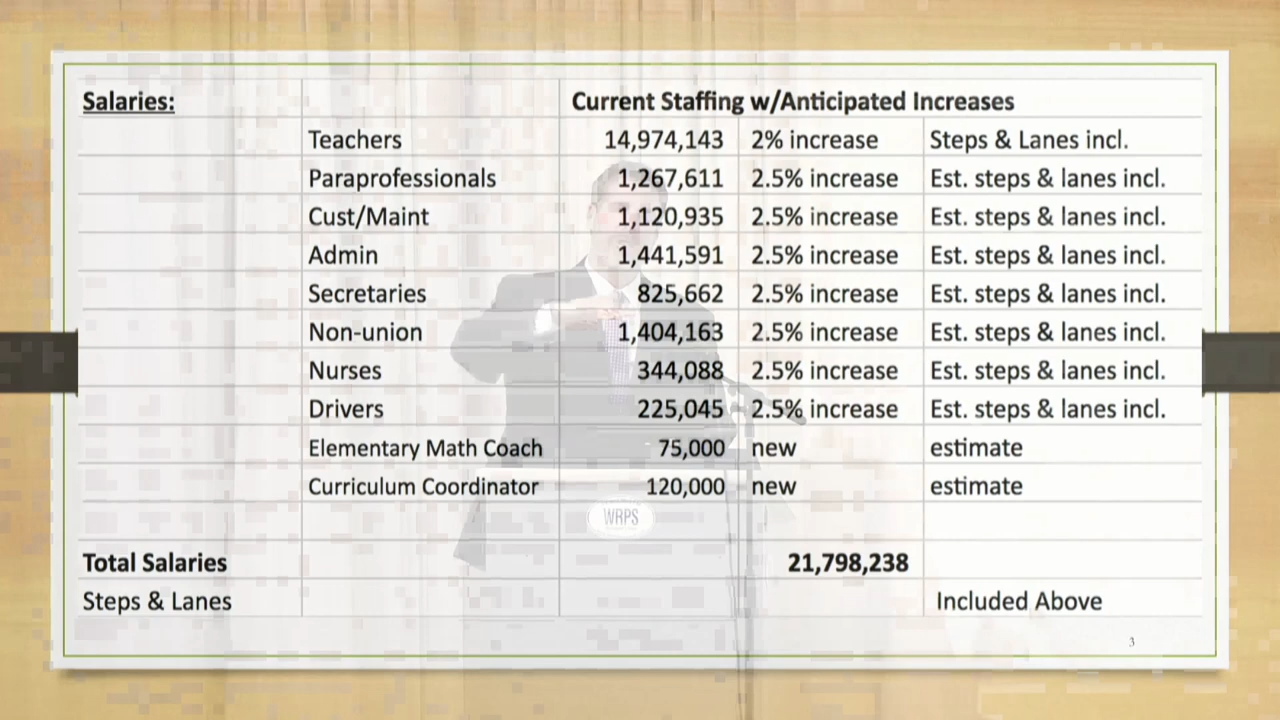 Salaries: Current Staffing w/Anticipated Increases
Teachers 14,974,143 2% increase Steps & Lanes incl.
Paraprofessionals 1,267,611 2.5% increase Est. steps & lanes incl.
Cust/Maint 1,120,935 2.5% increase Est. steps & lanes incl.
Admin 1,441,591 2.5% increase Est. steps & lanes incl.
Secretaries 825,662 2.5% increase Est. steps & lanes incl.
Non-union 1,404,163 2.5% increase Est. steps & lanes incl.
Nurses 344,088 2.5% increase Est. steps & lanes incl.
Drivers 225,045 2.5% increase Est. steps & lanes incl.
Elementary Math Coach 75,000 new estimate
Curriculum Coordinator 120,000 new estimate
WRPS
Total Salaries 21,798,238
Steps & Lanes Included Above
3